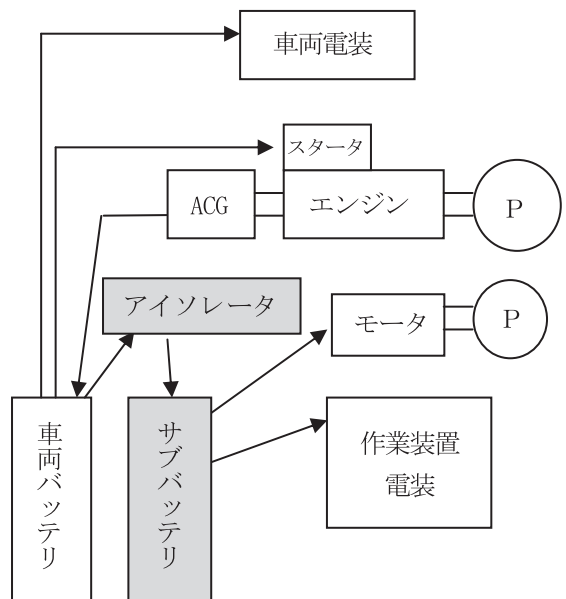 車両電装
スタータ
ACG
エンジン
P
アイソレータ
モータ
P
車両バッテリ
サブバッテリ
作業装置
電装